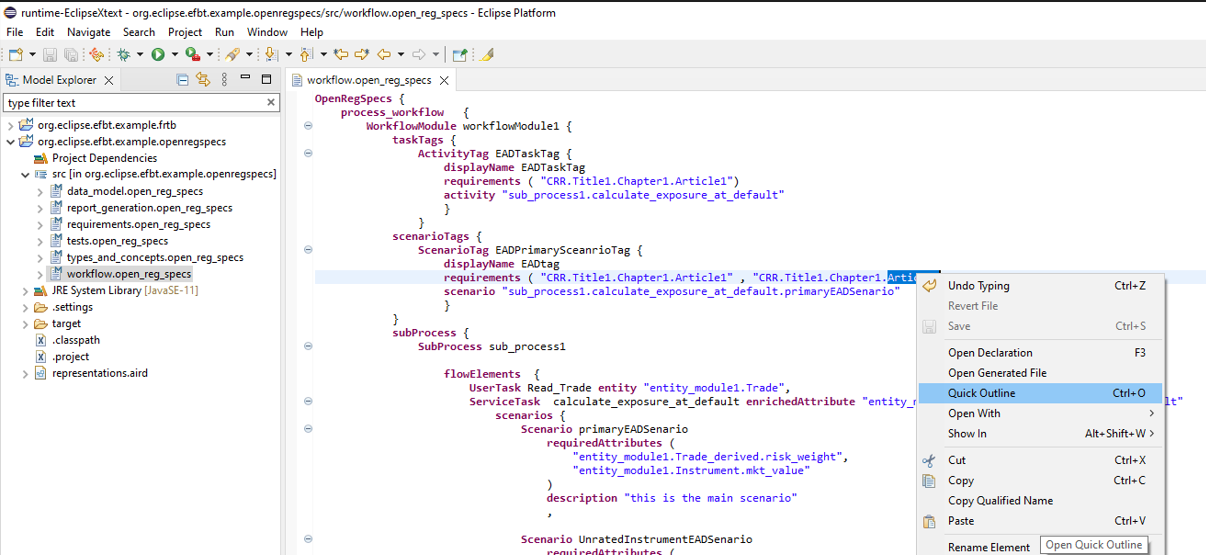 runtime-EclipseXtext - org.eclipse.efbt.example.openregspecs/src/workflow.open_reg_specs - Eclipse Platform
File Edit Navigate Search Project Run Window Help
Model Explorer
type filter text
org.eclipse.efbt.example.frtb
org.eclipse.efbt.example.openregspecs
Project Dependencies
src [in org.eclipse.efbt.example.openregspecs]
data_model.open_reg_specs
report_generation.open_reg_specs
requirements.open_reg_specs
tests.open_reg_specs
types_and_concepts.open_reg_specs
workflow.open_reg_specs
JRE System Library [JavaSE-11]
.settings
target
.classpath
.project
representations.aird
workflow.open_reg_specs
OpenRegSpecs {
process_workflow {
WorkflowModule workflowModule1 {
taskTags {
ActivityTag EADTaskTag {
displayName EADTaskTag
requirements ( "CRR.Title1.Chapter1.Article1")
activity "sub_process1.calculate_exposure_at_default"
}
}
scenarioTags {
ScenarioTag EADPrimarySceanrioTag {
displayName EADtag
requirements ( "CRR.Title1.Chapter1.Article1" , "CRR.Title1.Chapter1.Artic
scenario "sub_process1.calculate_exposure_at_default.primaryEADSenario"
}
}
subProcess {
SubProcess sub_process1
flowElements {
UserTask Read_Trade entity "entity_module1.Trade",
ServiceTask calculate_exposure_at_default enrichedAttribute "entity_m lt"
scenarios {
Scenario primaryEADSenario
requiredAttributes (
"entity_module1.Trade_derived.risk_weight",
"entity_module1.Instrument.mkt_value"
)
description "this is the main scenario"
,
Scenario UnratedInstrumentEADSenario
requiredAttributes (
Undo Typing Ctrl+Z
Revert File
Save Ctrl+S
Open Declaration F3
Open Generated File
Quick Outline Ctrl+O
Open With
Show In Alt+Shift+W
Cut Ctrl+X
Copy Ctrl+C
Copy Qualified Name
Paste Ctrl+V
Rename Element
Open Quick Outline